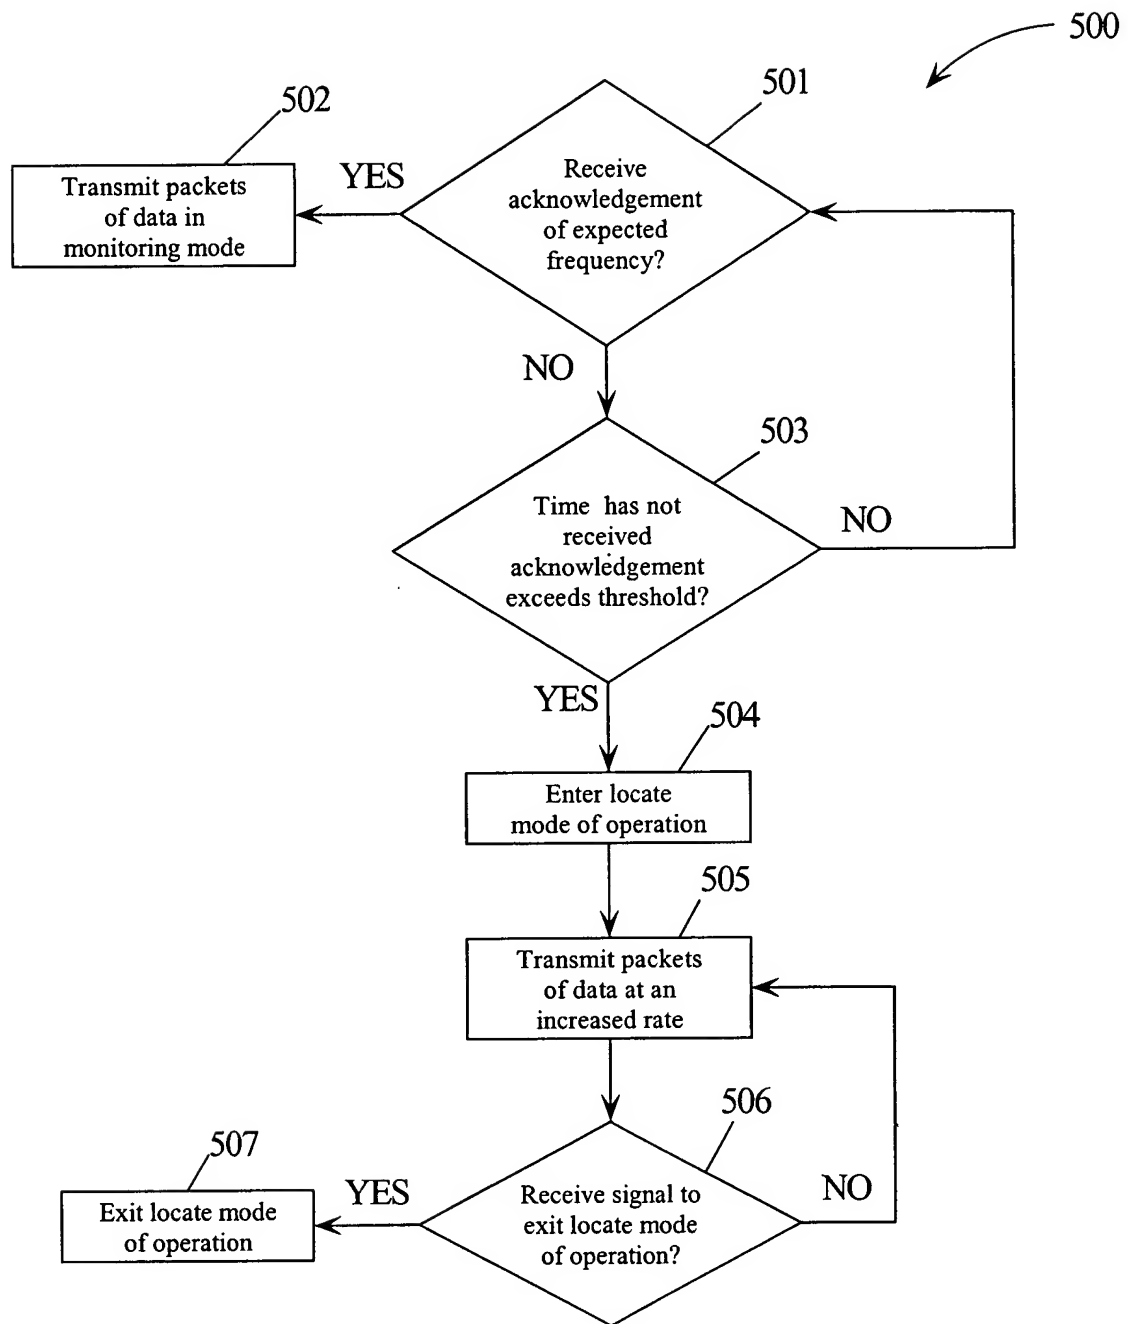 500
501
502
YES
Receive
acknowledgement
of expected
frequency?
Transmit packets
of data in
monitoring mode
NO
503
Time has not
received
acknowledgement
exceeds threshold?
NO
YES
504
Enter locate
mode of operation
505
Transmit packets
of data at an
increased rate
506
507
YES
Receive signal to
exit locate mode
of operation?
NO
Exit locate mode
of operation